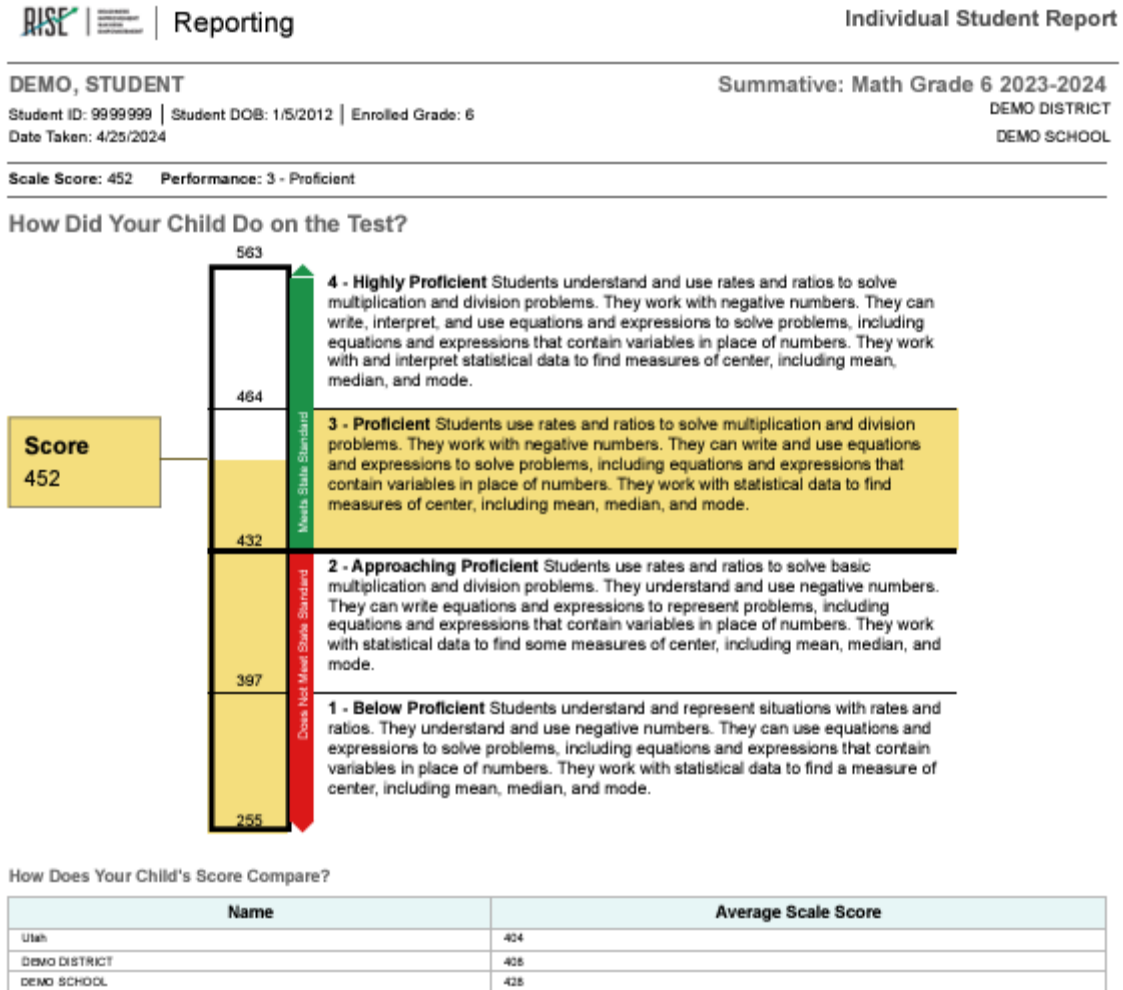 RISE
READINESS
IMPROVEMENT
SUCCESS
EMPOWERMENT
Reporting
Individual Student Report
DEMO, STUDENT
Summative: Math Grade 6 2023-2024
Student ID: 9999999 | Student DOB: 1/5/2012 | Enrolled Grade: 6
DEMO DISTRICT
Date Taken: 4/25/2024
DEMO SCHOOL
Scale Score: 452 Performance: 3 - Proficient
How Did Your Child Do on the Test?
563
4 - Highly Proficient Students understand and use rates and ratios to solve
multiplication and division problems. They work with negative numbers. They can
write, interpret, and use equations and expressions to solve problems, including
equations and expressions that contain variables in place of numbers. They work
with and interpret statistical data to find measures of center, including mean,
median, and mode.
464
Score
452
Meets State Standard
3 - Proficient Students use rates and ratios to solve multiplication and division
problems. They work with negative numbers. They can write and use equations
and expressions to solve problems, including equations and expressions that
contain variables in place of numbers. They work with statistical data to find
measures of center, including mean, median, and mode.
432
Does Not Meet State Standard
2 - Approaching Proficient Students use rates and ratios to solve basic
multiplication and division problems. They understand and use negative numbers.
They can write equations and expressions to represent problems, including
equations and expressions that contain variables in place of numbers. They work
with statistical data to find some measures of center, including mean, median, and
mode.
397
1 - Below Proficient Students understand and represent situations with rates and
ratios. They understand and use negative numbers. They can use equations and
expressions to solve problems, including equations and expressions that contain
variables in place of numbers. They work with statistical data to find a measure of
center, including mean, median, and mode.
255
How Does Your Child's Score Compare?
Name Average Scale Score
Utah 404
DEMO DISTRICT
DEMO SCHOOL